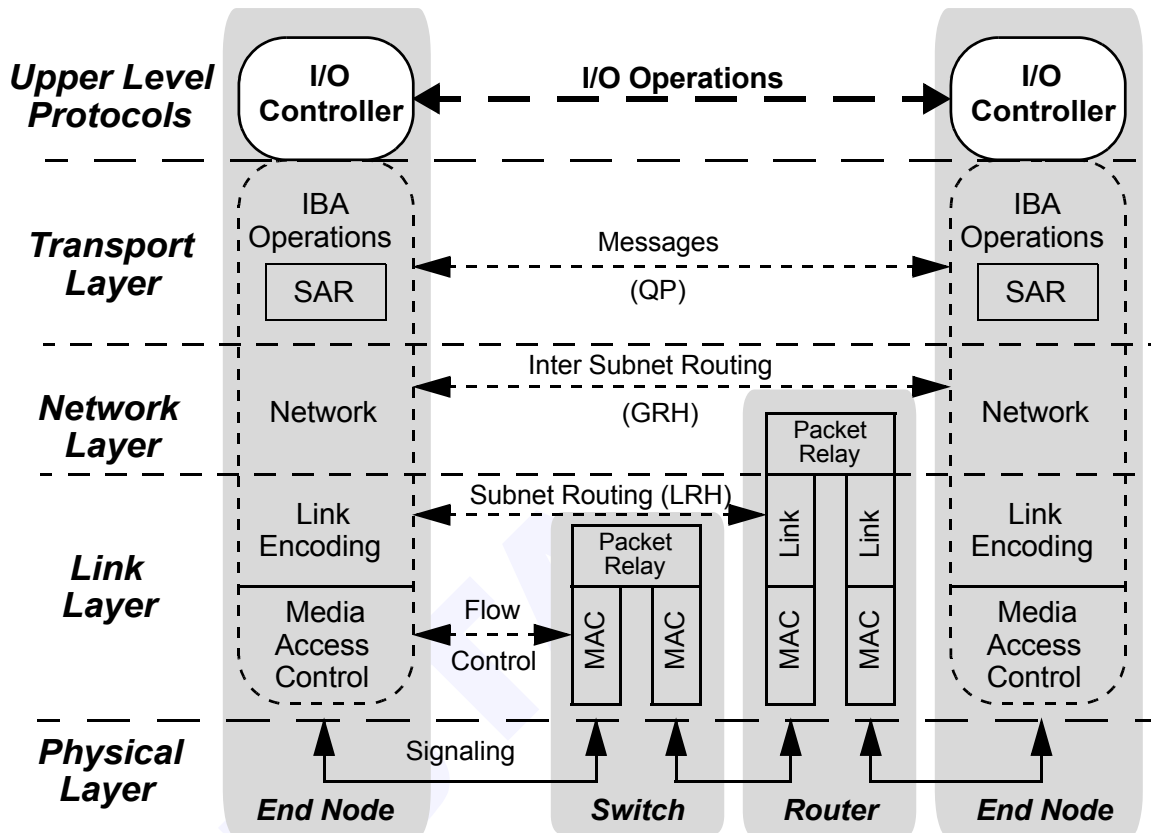 Upper Level
Protocols
I/O
Controller
I/O Operations
I/O
Controller
Transport
Layer
IBA
Operations
SAR
Messages
(QP)
IBA
Operations
SAR
Network
Layer
Network
Inter Subnet Routing
(GRH)
Packet
Relay
Network
Link
Layer
Link
Encoding
Subnet Routing (LRH)
Packet
Relay
Link
Link
Link
Encoding
Media
Access
Control
Flow
Control
MAC
MAC
MAC
MAC
Media
Access
Control
Physical
Layer
Signaling
End Node
Switch
Router
End Node